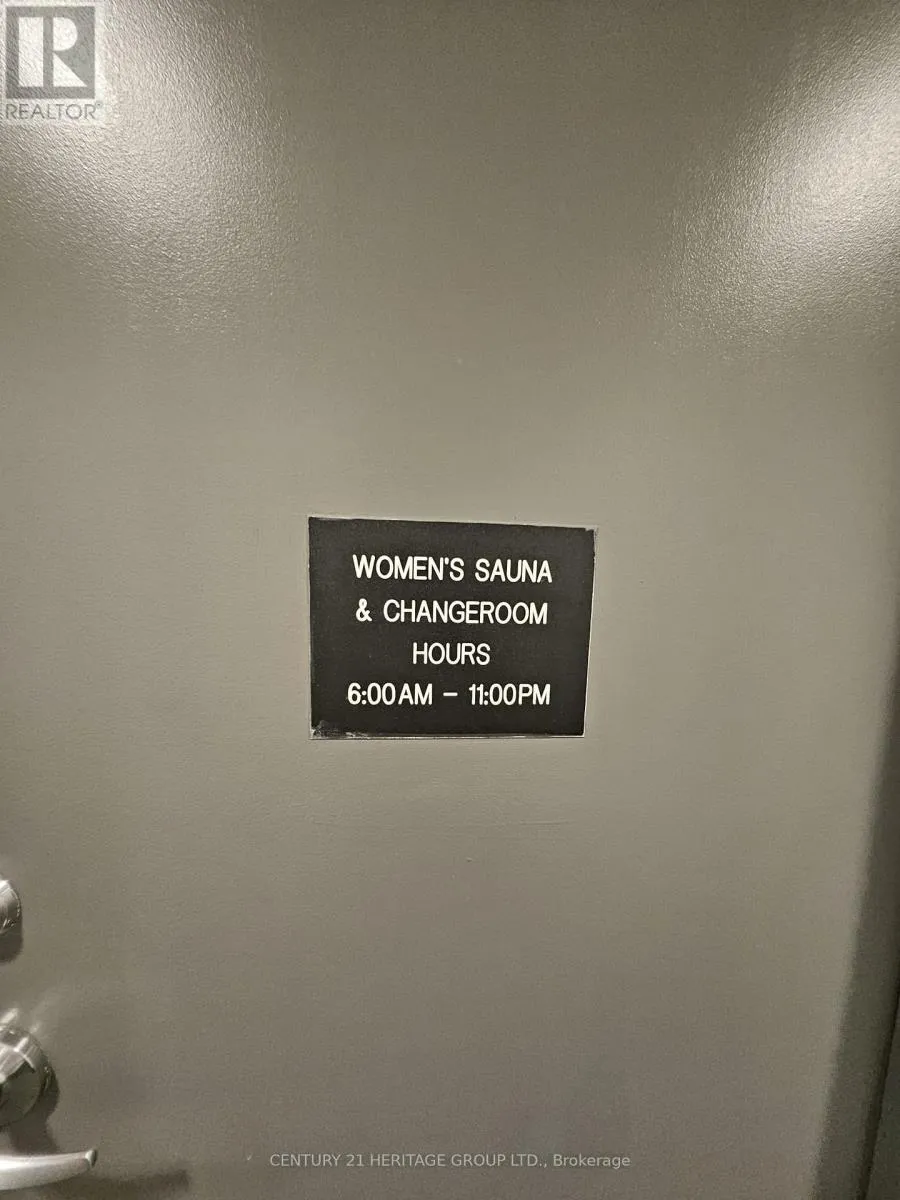 R
REALTOR®
WOMEN'S SAUNA
& CHANGEROOM
HOURS
6:00AM – 11:00PM
CENTURY 21 HERITAGE GROUP LTD., Brokerage